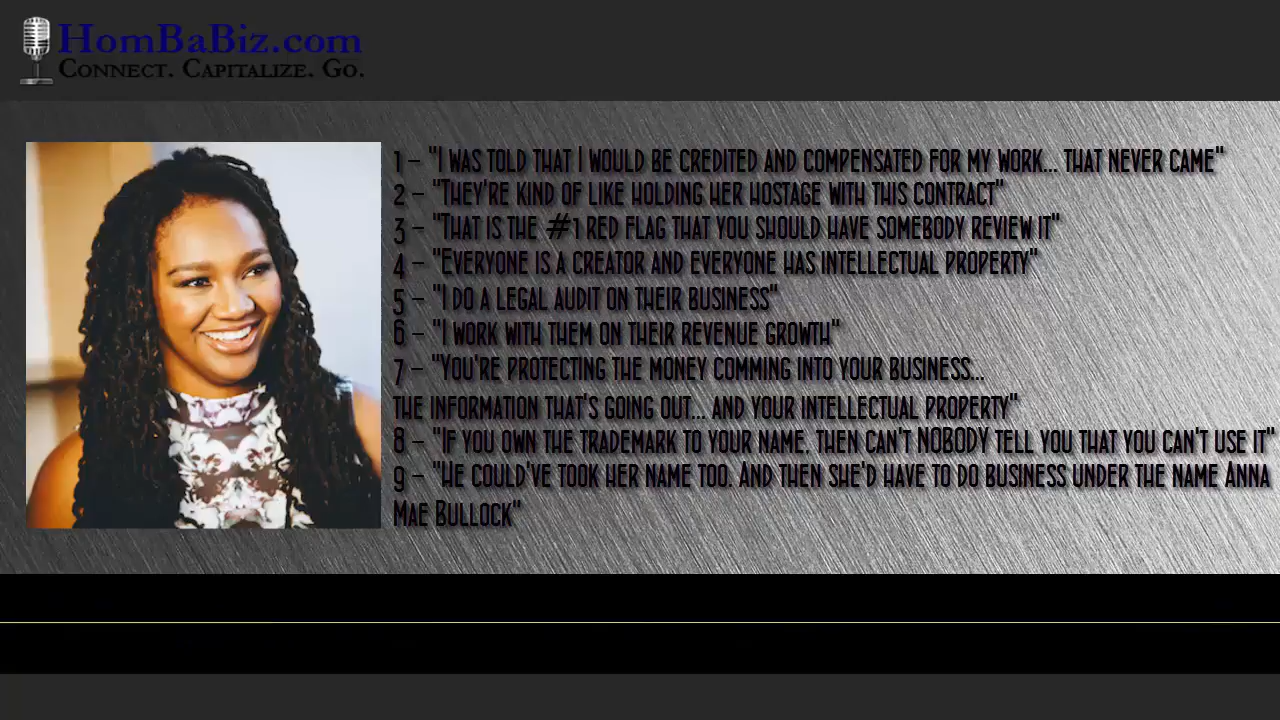 HomBaBiz.com
Connect. Capitalize. Go.
1 – "I was told that I would be credited and compensated for my work... that never came"
2 – "They're kind of like holding her hostage with this contract"
3 – "That is the #1 red flag that you should have somebody review it"
4 – "Everyone is a creator and everyone has intellectual property"
5 – "I do a legal audit on their business"
6 – "I work with them on their revenue growth"
7 – "You're protecting the money comming into your business...
the information that's going out... and your intellectual property"
8 – "If you own the trademark to your name, then can't NOBODY tell you that you can't use it"
9 – "He could've took her name too. And then she'd have to do business under the name Anna
Mae Bullock"